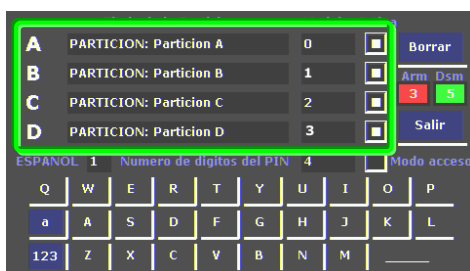 A PARTICION: Particion A 0 Borrar
B PARTICION: Particion B 1 Arm Dsm
C PARTICION: Particion C 2 3 5
D PARTICION: Particion D 3 Salir
ESPANOL 1 Numero de digitos del PIN 4 Modo acceso
Q W E R T Y U I O P
a A S D F G H J K L
123 Z X C V B N M